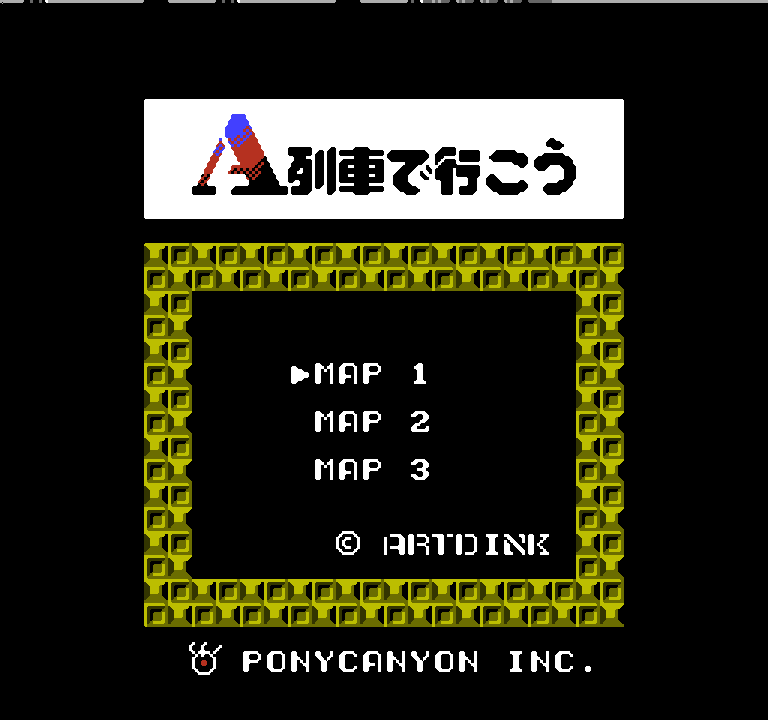 A列車で行こう
▶MAP 1
MAP 2
MAP 3
© ARTDINK
PONYCANYON INC.